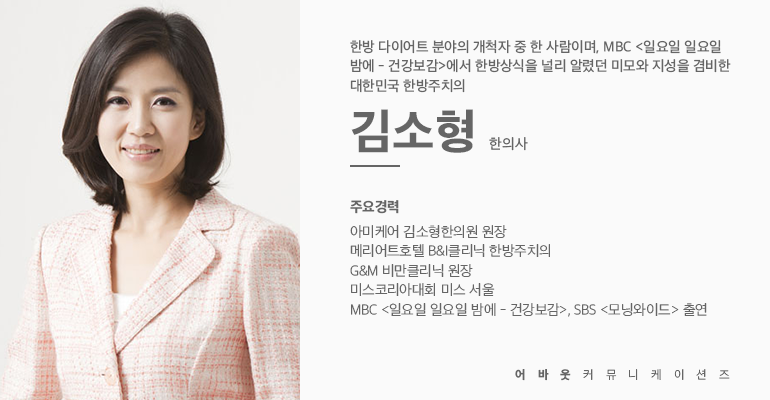 한방 다이어트 분야의 개척자 중 한 사람이며, MBC <일요일 일요일
밤에 - 건강보감>에서 한방상식을 널리 알렸던 미모와 지성을 겸비한
대한민국 한방주치의
김소형 한의사
주요경력
아미케어 김소형한의원 원장
메리어트호텔 B&I클리닉 한방주치의
G&M 비만클리닉 원장
미스코리아대회 미스 서울
MBC <일요일 일요일 밤에 - 건강보감>, SBS <모닝와이드> 출연
어바웃커뮤니케이션즈